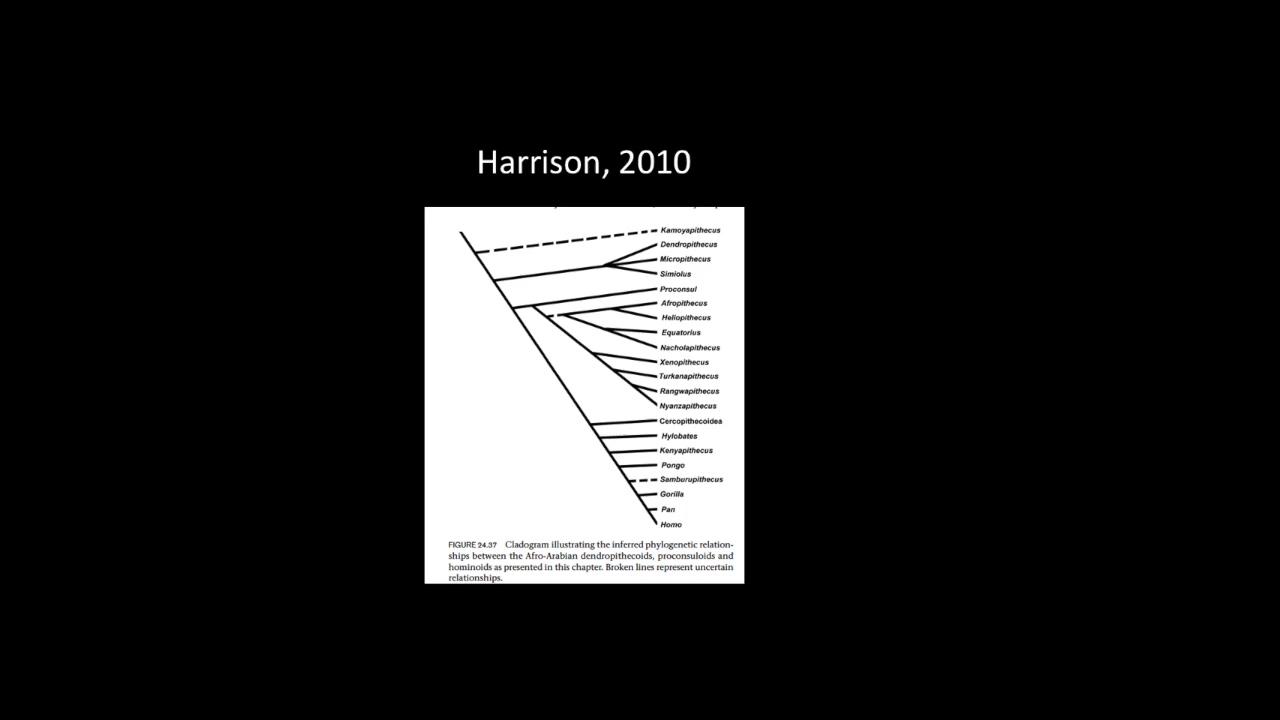 Harrison, 2010
Kamoyapithecus
Dendropithecus
Micropithecus
Simiolus
Proconsul
Afropithecus
Heliopithecus
Equatorius
Nacholapithecus
Xenopithecus
Turkanapithecus
Rangwapithecus
Nyanzapithecus
Cercopithecoidea
Hylobates
Kenyapithecus
Pongo
Samburupithecus
Gorilla
Pan
Homo
FIGURE 24.37 Cladogram illustrating the inferred phylogenetic relation-
ships between the Afro-Arabian dendropithecoids, proconsuloids and
hominoids as presented in this chapter. Broken lines represent uncertain
relationships.